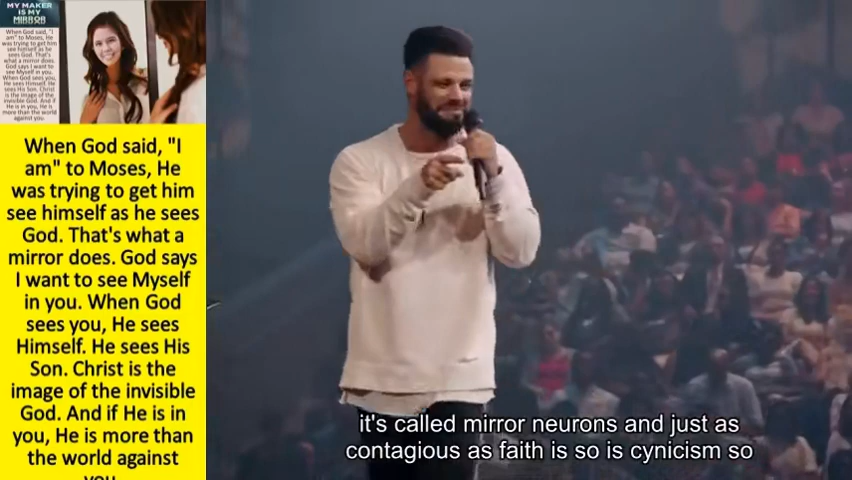 MY MAKER
IS MY
MIRROR
When God said, "I
am" to Moses, He
was trying to get him
see himself as he
sees God. That's
what a mirror does.
God says I want to
see Myself in you.
When God sees you,
He sees Himself. He
sees His Son. Christ
is the image of the
invisible God. And if
He is in you, He is
more than the world
against you.
When God said, "I
am" to Moses, He
was trying to get him
see himself as he sees
God. That's what a
mirror does. God says
I want to see Myself
in you. When God
sees you, He sees
Himself. He sees His
Son. Christ is the
image of the invisible
God. And if He is in
you, He is more than
the world against
you.
it's called mirror neurons and just as
contagious as faith is so is cynicism so